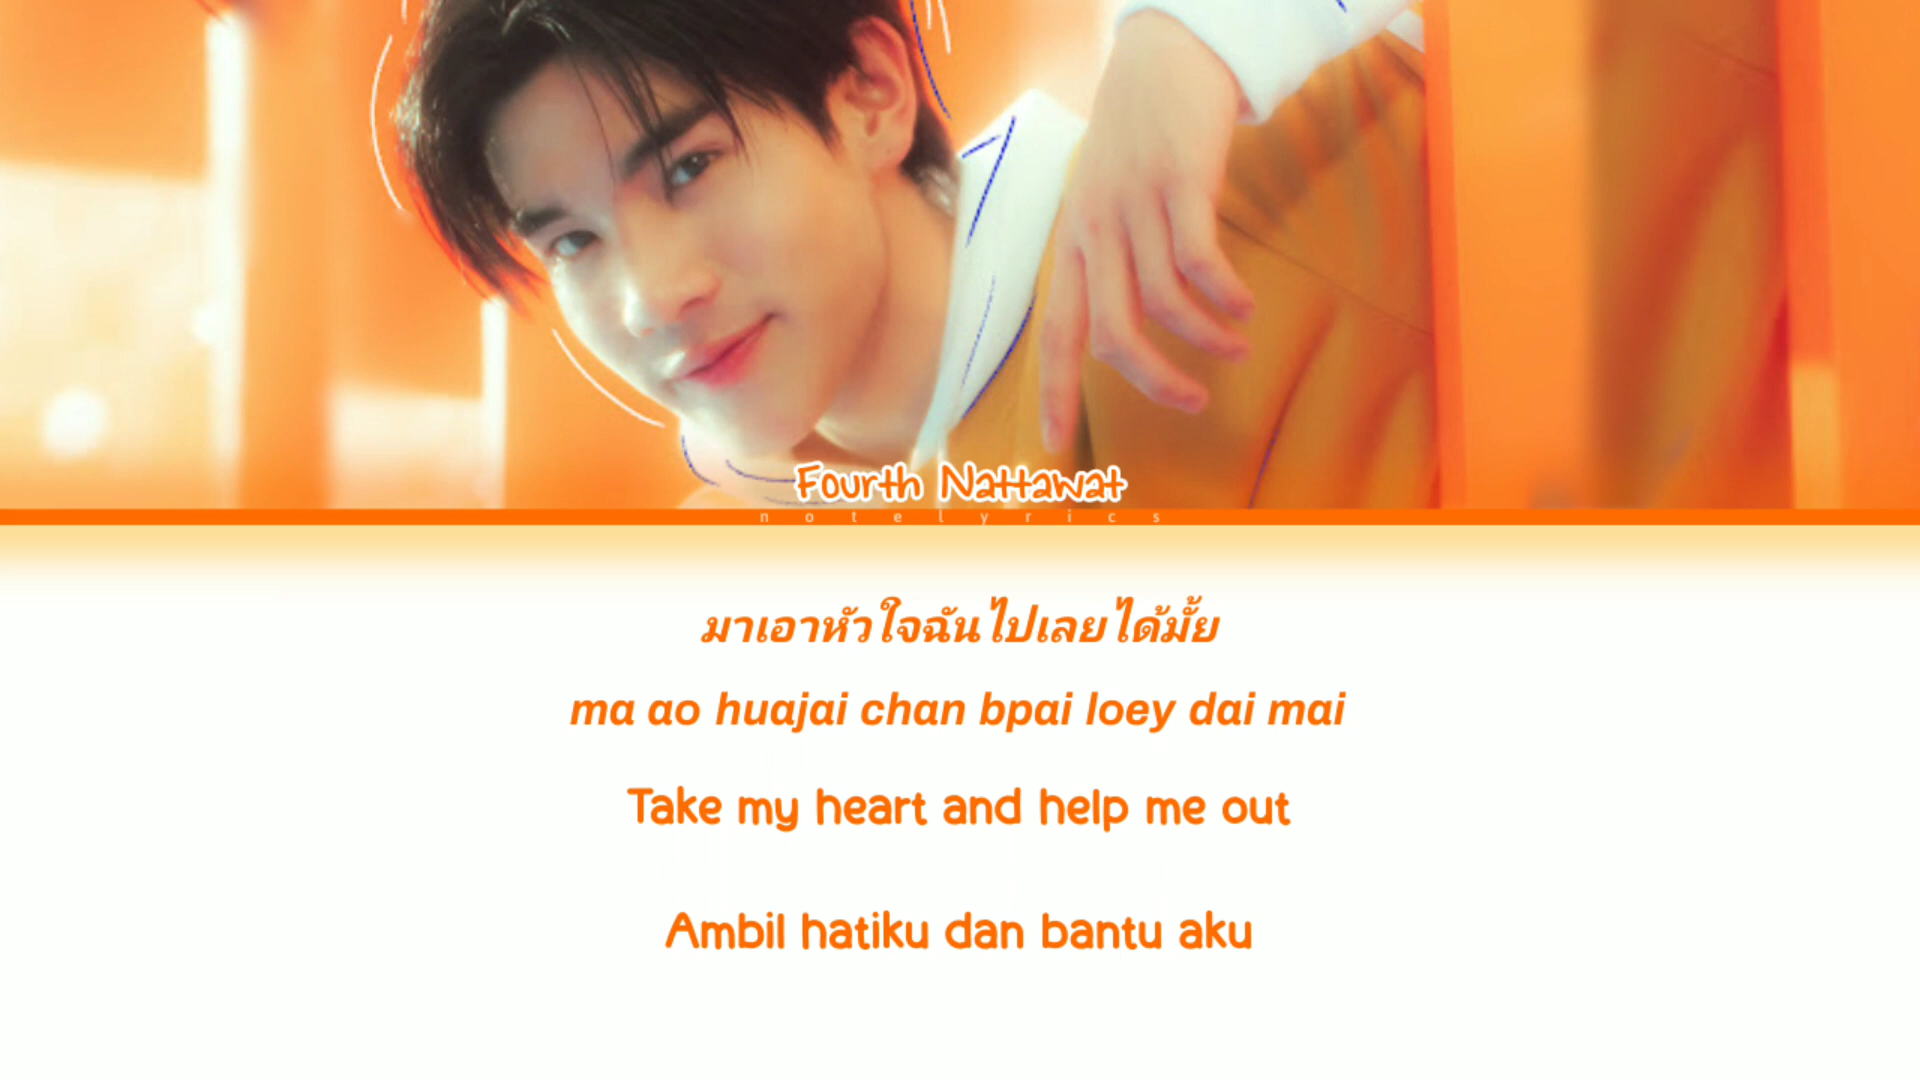 Fourth Nattawat
notelyrics
มาเอาหัวใจฉันไปเลยได้มั้ย
ma ao huajai chan bpai loey dai mai
Take my heart and help me out
Ambil hatiku dan bantu aku